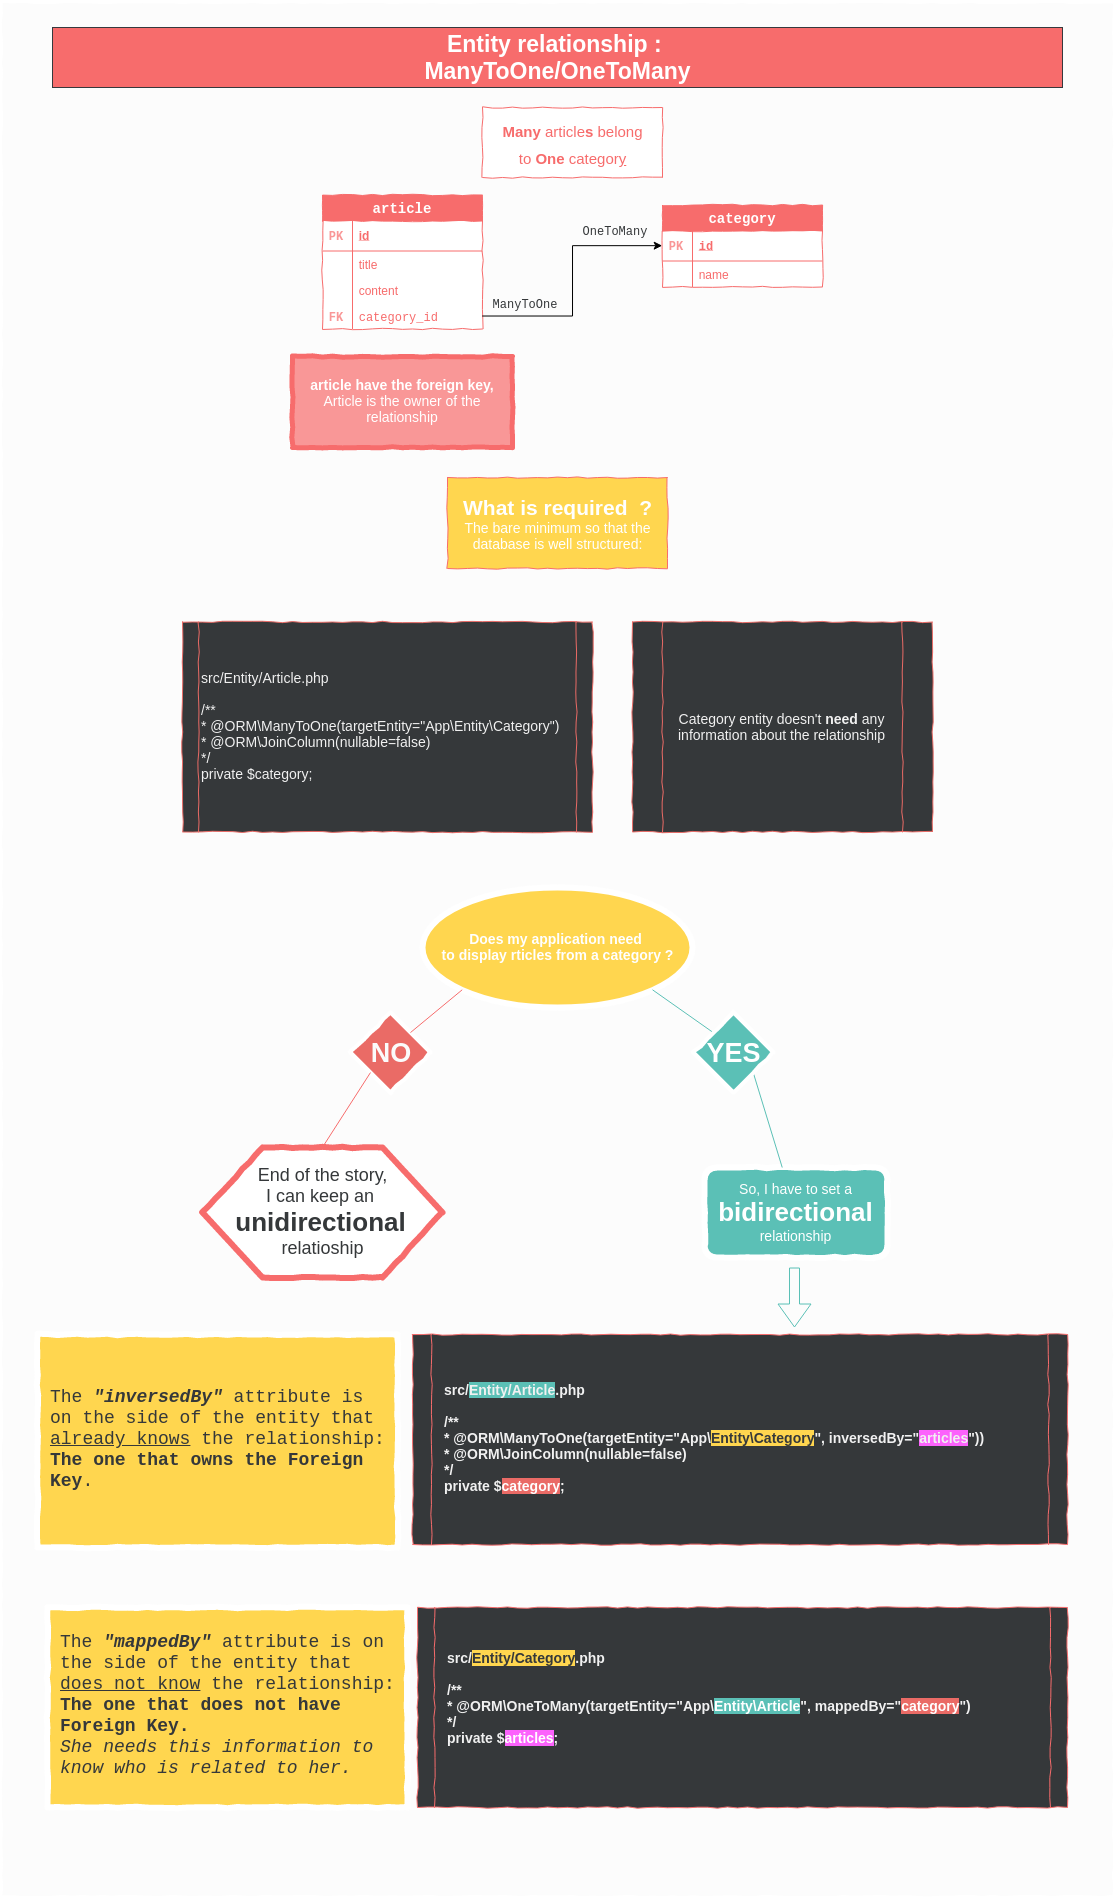 Entity relationship :
ManyToOne/OneToMany
Many articles belong
to One category
article
PK id
title
content
FK category_id
OneToMany
ManyToOne
category
PK id
name
article have the foreign key,
Article is the owner of the
relationship
What is required  ?
The bare minimum so that the
database is well structured:
src/Entity/Article.php
/**
* @ORM\ManyToOne(targetEntity="App\Entity\Category")
* @ORM\JoinColumn(nullable=false)
*/
private $category;
Category entity doesn't need any
information about the relationship
Does my application need
to display rticles from a category ?
NO
YES
End of the story,
I can keep an
unidirectional
relatioship
So, I have to set a
bidirectional
relationship
The "inversedBy" attribute is
on the side of the entity that
already knows the relationship:
The one that owns the Foreign
Key.
src/Entity/Article.php
/**
* @ORM\ManyToOne(targetEntity="App\Entity\Category", inversedBy="articles"))
* @ORM\JoinColumn(nullable=false)
*/
private $category;
The "mappedBy" attribute is on
the side of the entity that
does not know the relationship:
The one that does not have
Foreign Key.
She needs this information to
know who is related to her.
src/Entity/Category.php
/**
* @ORM\OneToMany(targetEntity="App\Entity\Article", mappedBy="category")
*/
private $articles;